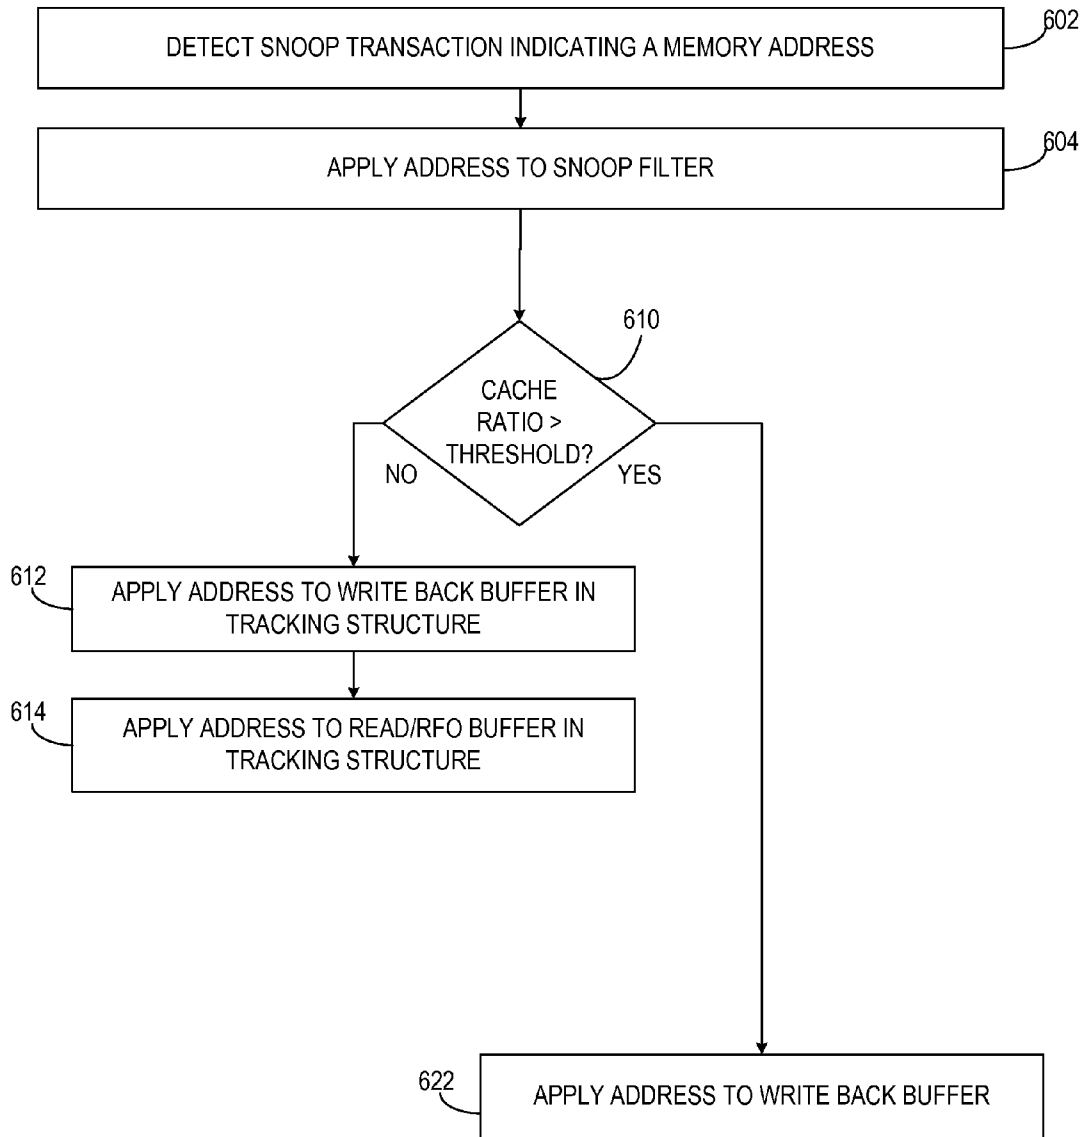 602
DETECT SNOOP TRANSACTION INDICATING A MEMORY ADDRESS
604
APPLY ADDRESS TO SNOOP FILTER
610
CACHE
RATIO >
THRESHOLD?
NO
YES
612
APPLY ADDRESS TO WRITE BACK BUFFER IN
TRACKING STRUCTURE
614
APPLY ADDRESS TO READ/RFO BUFFER IN
TRACKING STRUCTURE
622
APPLY ADDRESS TO WRITE BACK BUFFER